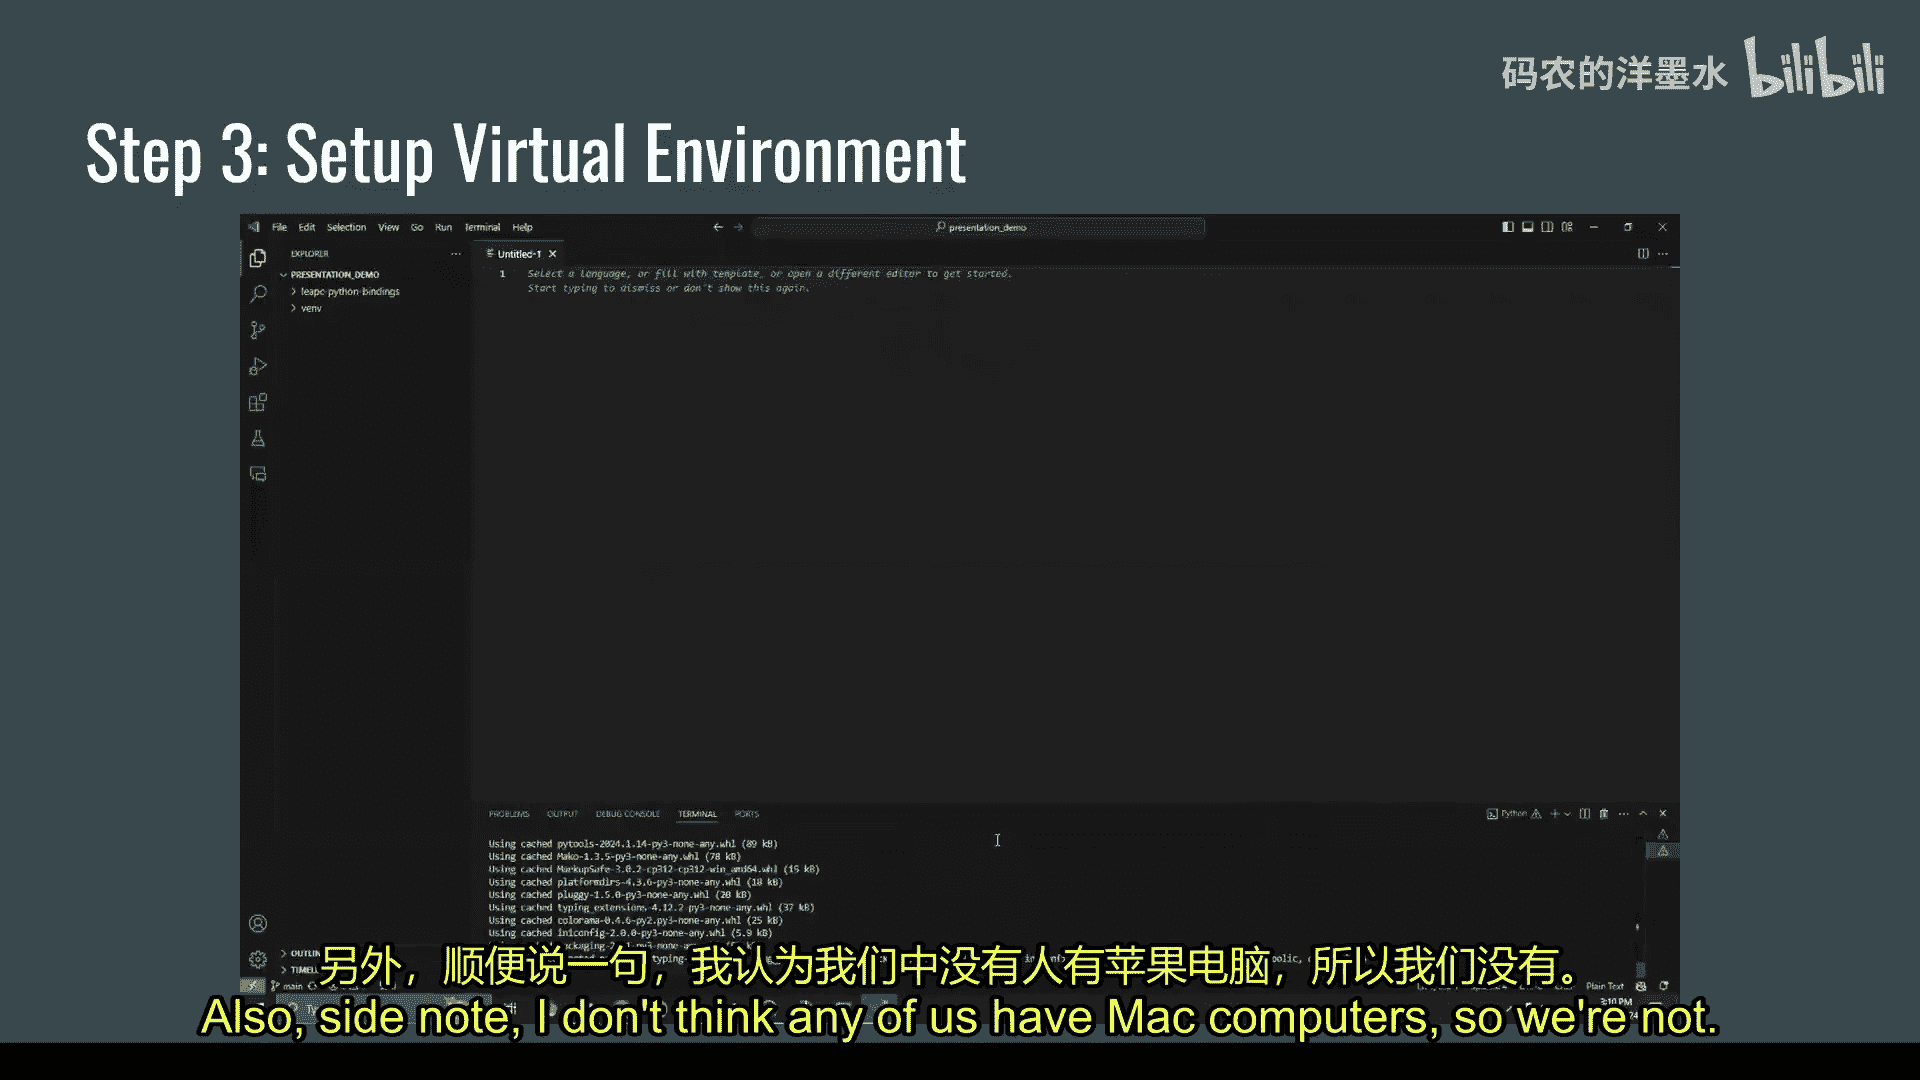 码农的洋墨水 bilibili
Step 3: Setup Virtual Environment
File Edit Selection View Go Run Terminal Help
presentation_demo
EXPLORER
Untitled-1
PRESENTATION_DEMO
1 Select a language, or fill with template, or open a different editor to get started.
leapc-python-bindings
Start typing to dismiss or don't show this again.
venv
PROBLEMS OUTPUT DEBUG CONSOLE TERMINAL PORTS
Python
Using cached pytools-2024.1.14-py3-none-any.whl (89 kB)
Using cached Mako-1.3.5-py3-none-any.whl (78 kB)
Using cached MarkupSafe-3.0.2-cp312-cp312-win_amd64.whl (15 kB)
Using cached platformdirs-4.3.6-py3-none-any.whl (18 kB)
Using cached pluggy-1.5.0-py3-none-any.whl (20 kB)
Using cached typing_extensions-4.12.2-py3-none-any.whl (37 kB)
Using cached colorama-0.4.6-py2.py3-none-any.whl (25 kB)
Using cached iniconfig-2.0.0-py3-none-any.whl (5.9 kB)
main
Plain Text
3:10 PM
另外，顺便说一句，我认为我们中没有人有苹果电脑，所以我们没有。
Also, side note, I don't think any of us have Mac computers, so we're not.